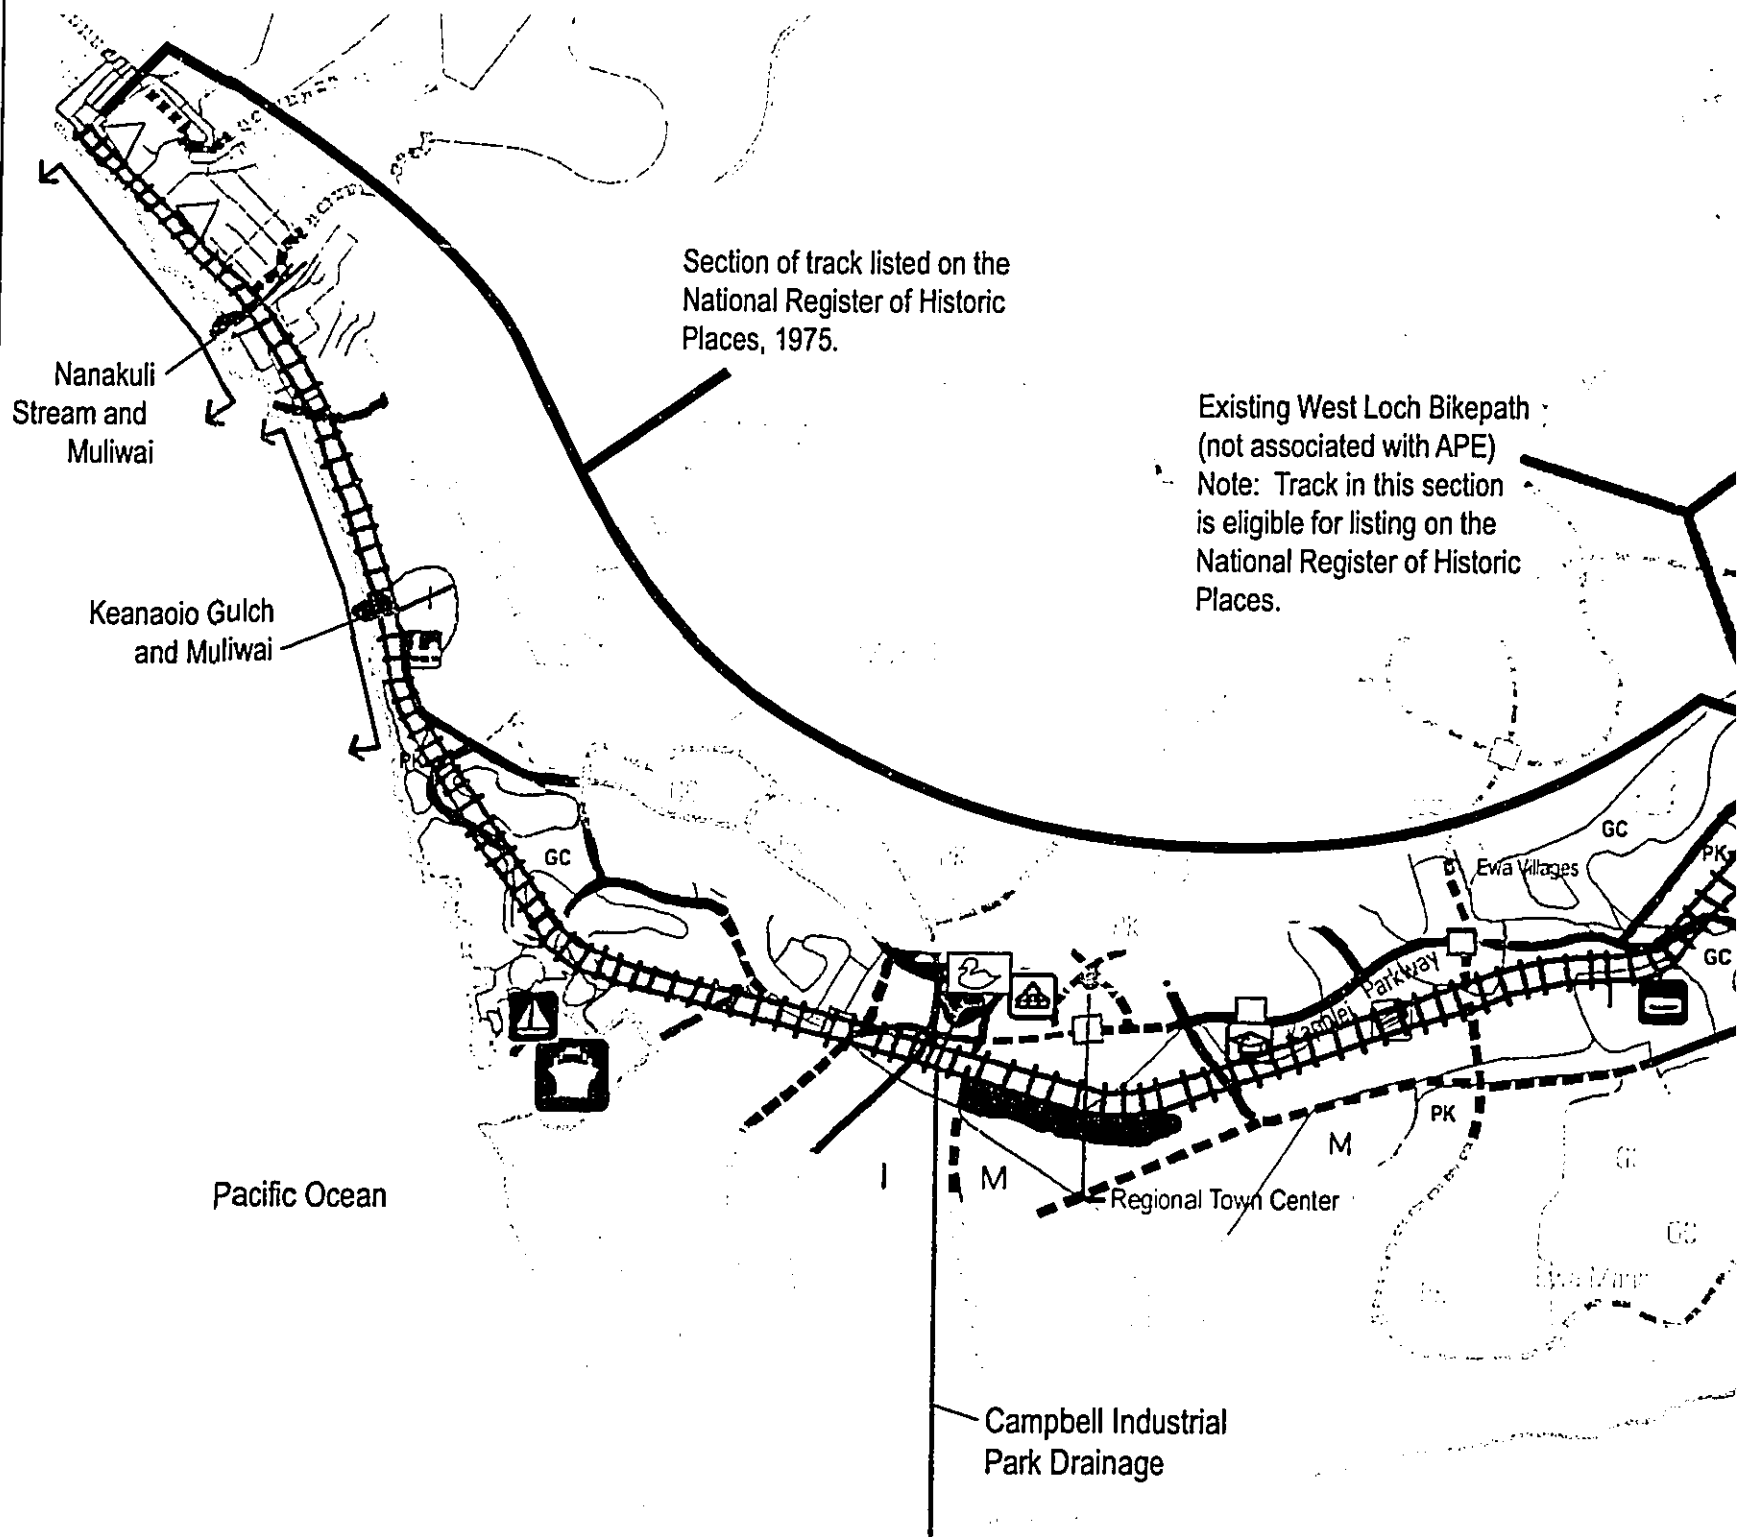 Section of track listed on the
National Register of Historic
Places, 1975.
Nanakuli
Stream and
Muliwai
Existing West Loch Bikepath
(not associated with APE)
Note: Track in this section
is eligible for listing on the
National Register of Historic
Places.
Keanaoio Gulch
and Muliwai
PK
GC
GC
Ewa Villages
PK
PK
GC
Kapolei Parkway
PK
M
I
M
Regional Town Center
Pacific Ocean
GC
PK
Campbell Industrial
Park Drainage